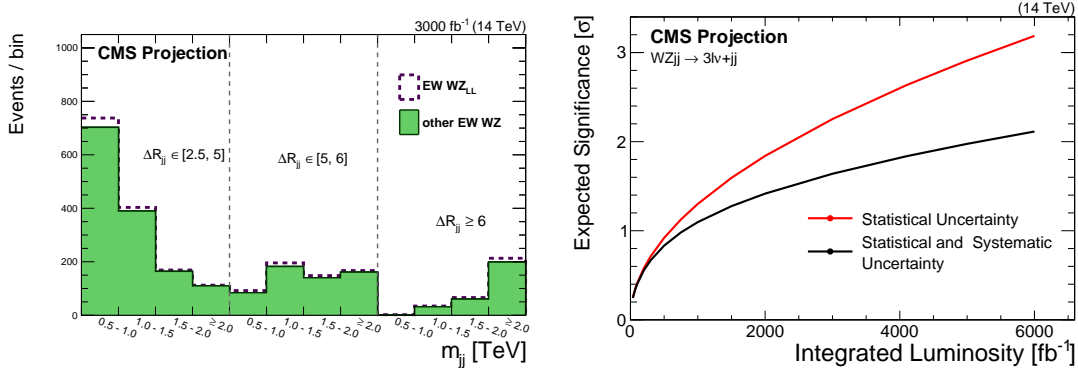 3000 fb⁻¹ (14 TeV)
CMS Projection
Events / bin
1000
900
800
700
600
500
400
300
200
100
0
EW WZ_LL
other EW WZ
ΔR_jj ∈ [2.5, 5]
ΔR_jj ∈ [5, 6]
ΔR_jj ≥ 6
0.5 - 1.0
1.0 - 1.5
1.5 - 2.0
≥ 2.0
0.5 - 1.0
1.0 - 1.5
1.5 - 2.0
≥ 2.0
0.5 - 1.0
1.0 - 1.5
1.5 - 2.0
≥ 2.0
m_jj [TeV]
(14 TeV)
CMS Projection
WZjj → 3lν+jj
Expected Significance [σ]
3
2
1
0
Statistical Uncertainty
Statistical and Systematic
Uncertainty
0
2000
4000
6000
Integrated Luminosity [fb⁻¹]